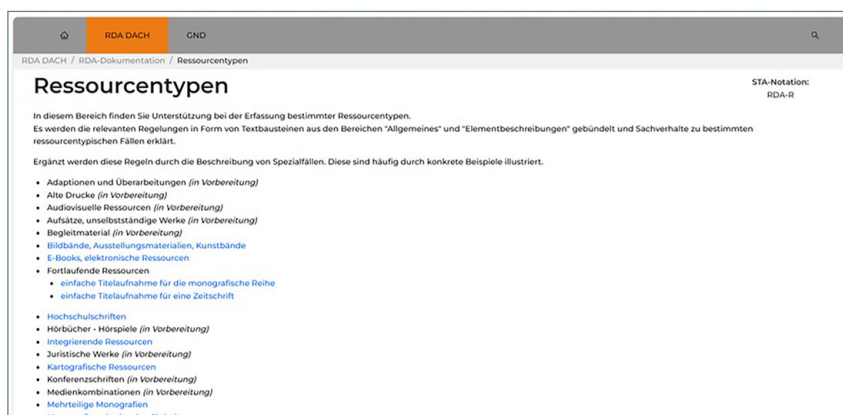 RDA DACH GND
RDA DACH / RDA-Dokumentation / Ressourcentypen
Ressourcentypen
STA-Notation:
RDA-R
In diesem Bereich finden Sie Unterstützung bei der Erfassung bestimmter Ressourcentypen.
Es werden die relevanten Regelungen in Form von Textbausteinen aus den Bereichen "Allgemeines" und "Elementbeschreibungen" gebündelt und Sachverhalte zu bestimmten
ressourcentypischen Fällen erklärt.
Ergänzt werden diese Regeln durch die Beschreibung von Spezialfällen. Diese sind häufig durch konkrete Beispiele illustriert.
• Adaptionen und Überarbeitungen (in Vorbereitung)
• Alte Drucke (in Vorbereitung)
• Audiovisuelle Ressourcen (in Vorbereitung)
• Aufsätze, unselbstständige Werke (in Vorbereitung)
• Begleitmaterial (in Vorbereitung)
• Bildbände, Ausstellungsmaterialien, Kunstbände
• E-Books, elektronische Ressourcen
• Fortlaufende Ressourcen
• einfache Titelaufnahme für die monografische Reihe
• einfache Titelaufnahme für eine Zeitschrift
• Hochschulschriften
• Hörbücher - Hörspiele (in Vorbereitung)
• Integrierende Ressourcen
• Juristische Werke (in Vorbereitung)
• Kartografische Ressourcen
• Konferenzschriften (in Vorbereitung)
• Medienkombinationen (in Vorbereitung)
• Mehrteilige Monografien